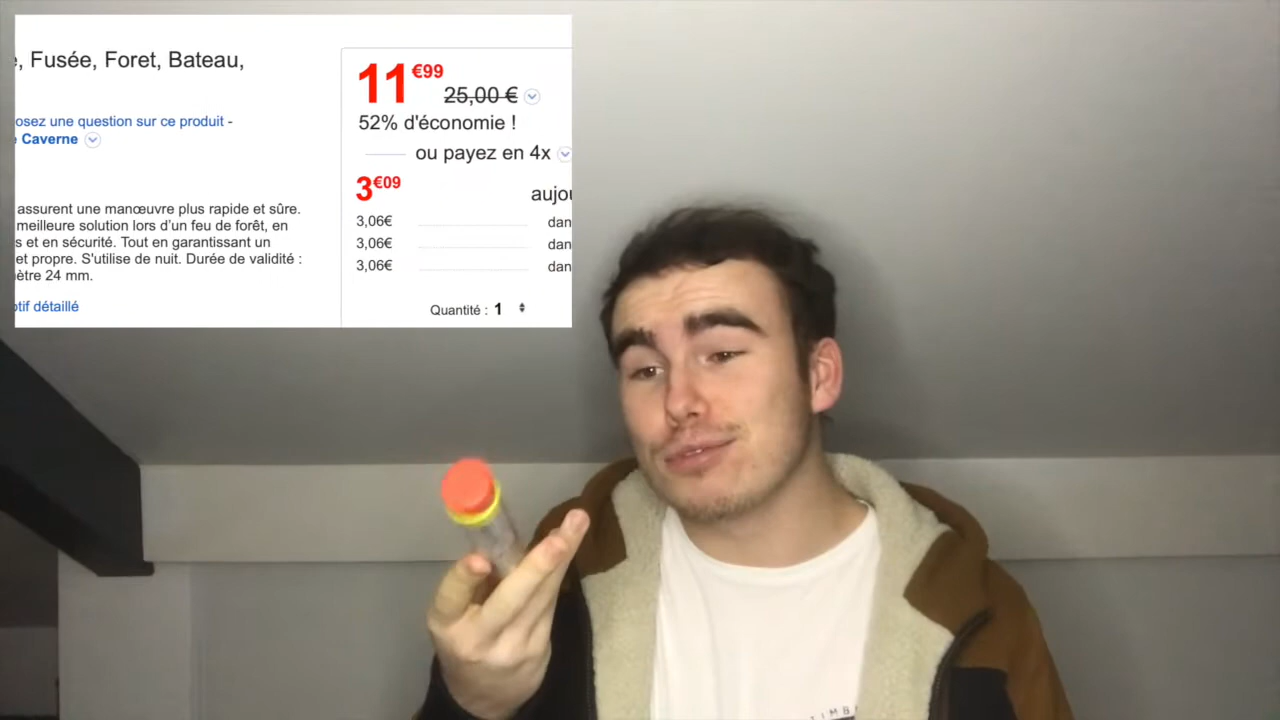 , Fusée, Foret, Bateau,
osez une question sur ce produit -
Caverne
assurent une manœuvre plus rapide et sûre.
meilleure solution lors d'un feu de forêt, en
s et en sécurité. Tout en garantissant un
et propre. S'utilise de nuit. Durée de validité :
ètre 24 mm.
tif détaillé
11€99
25,00 €
52% d'économie !
ou payez en 4x
3€09 aujou
3,06€ dan
3,06€ dan
3,06€ dan
Quantité : 1
TIMB